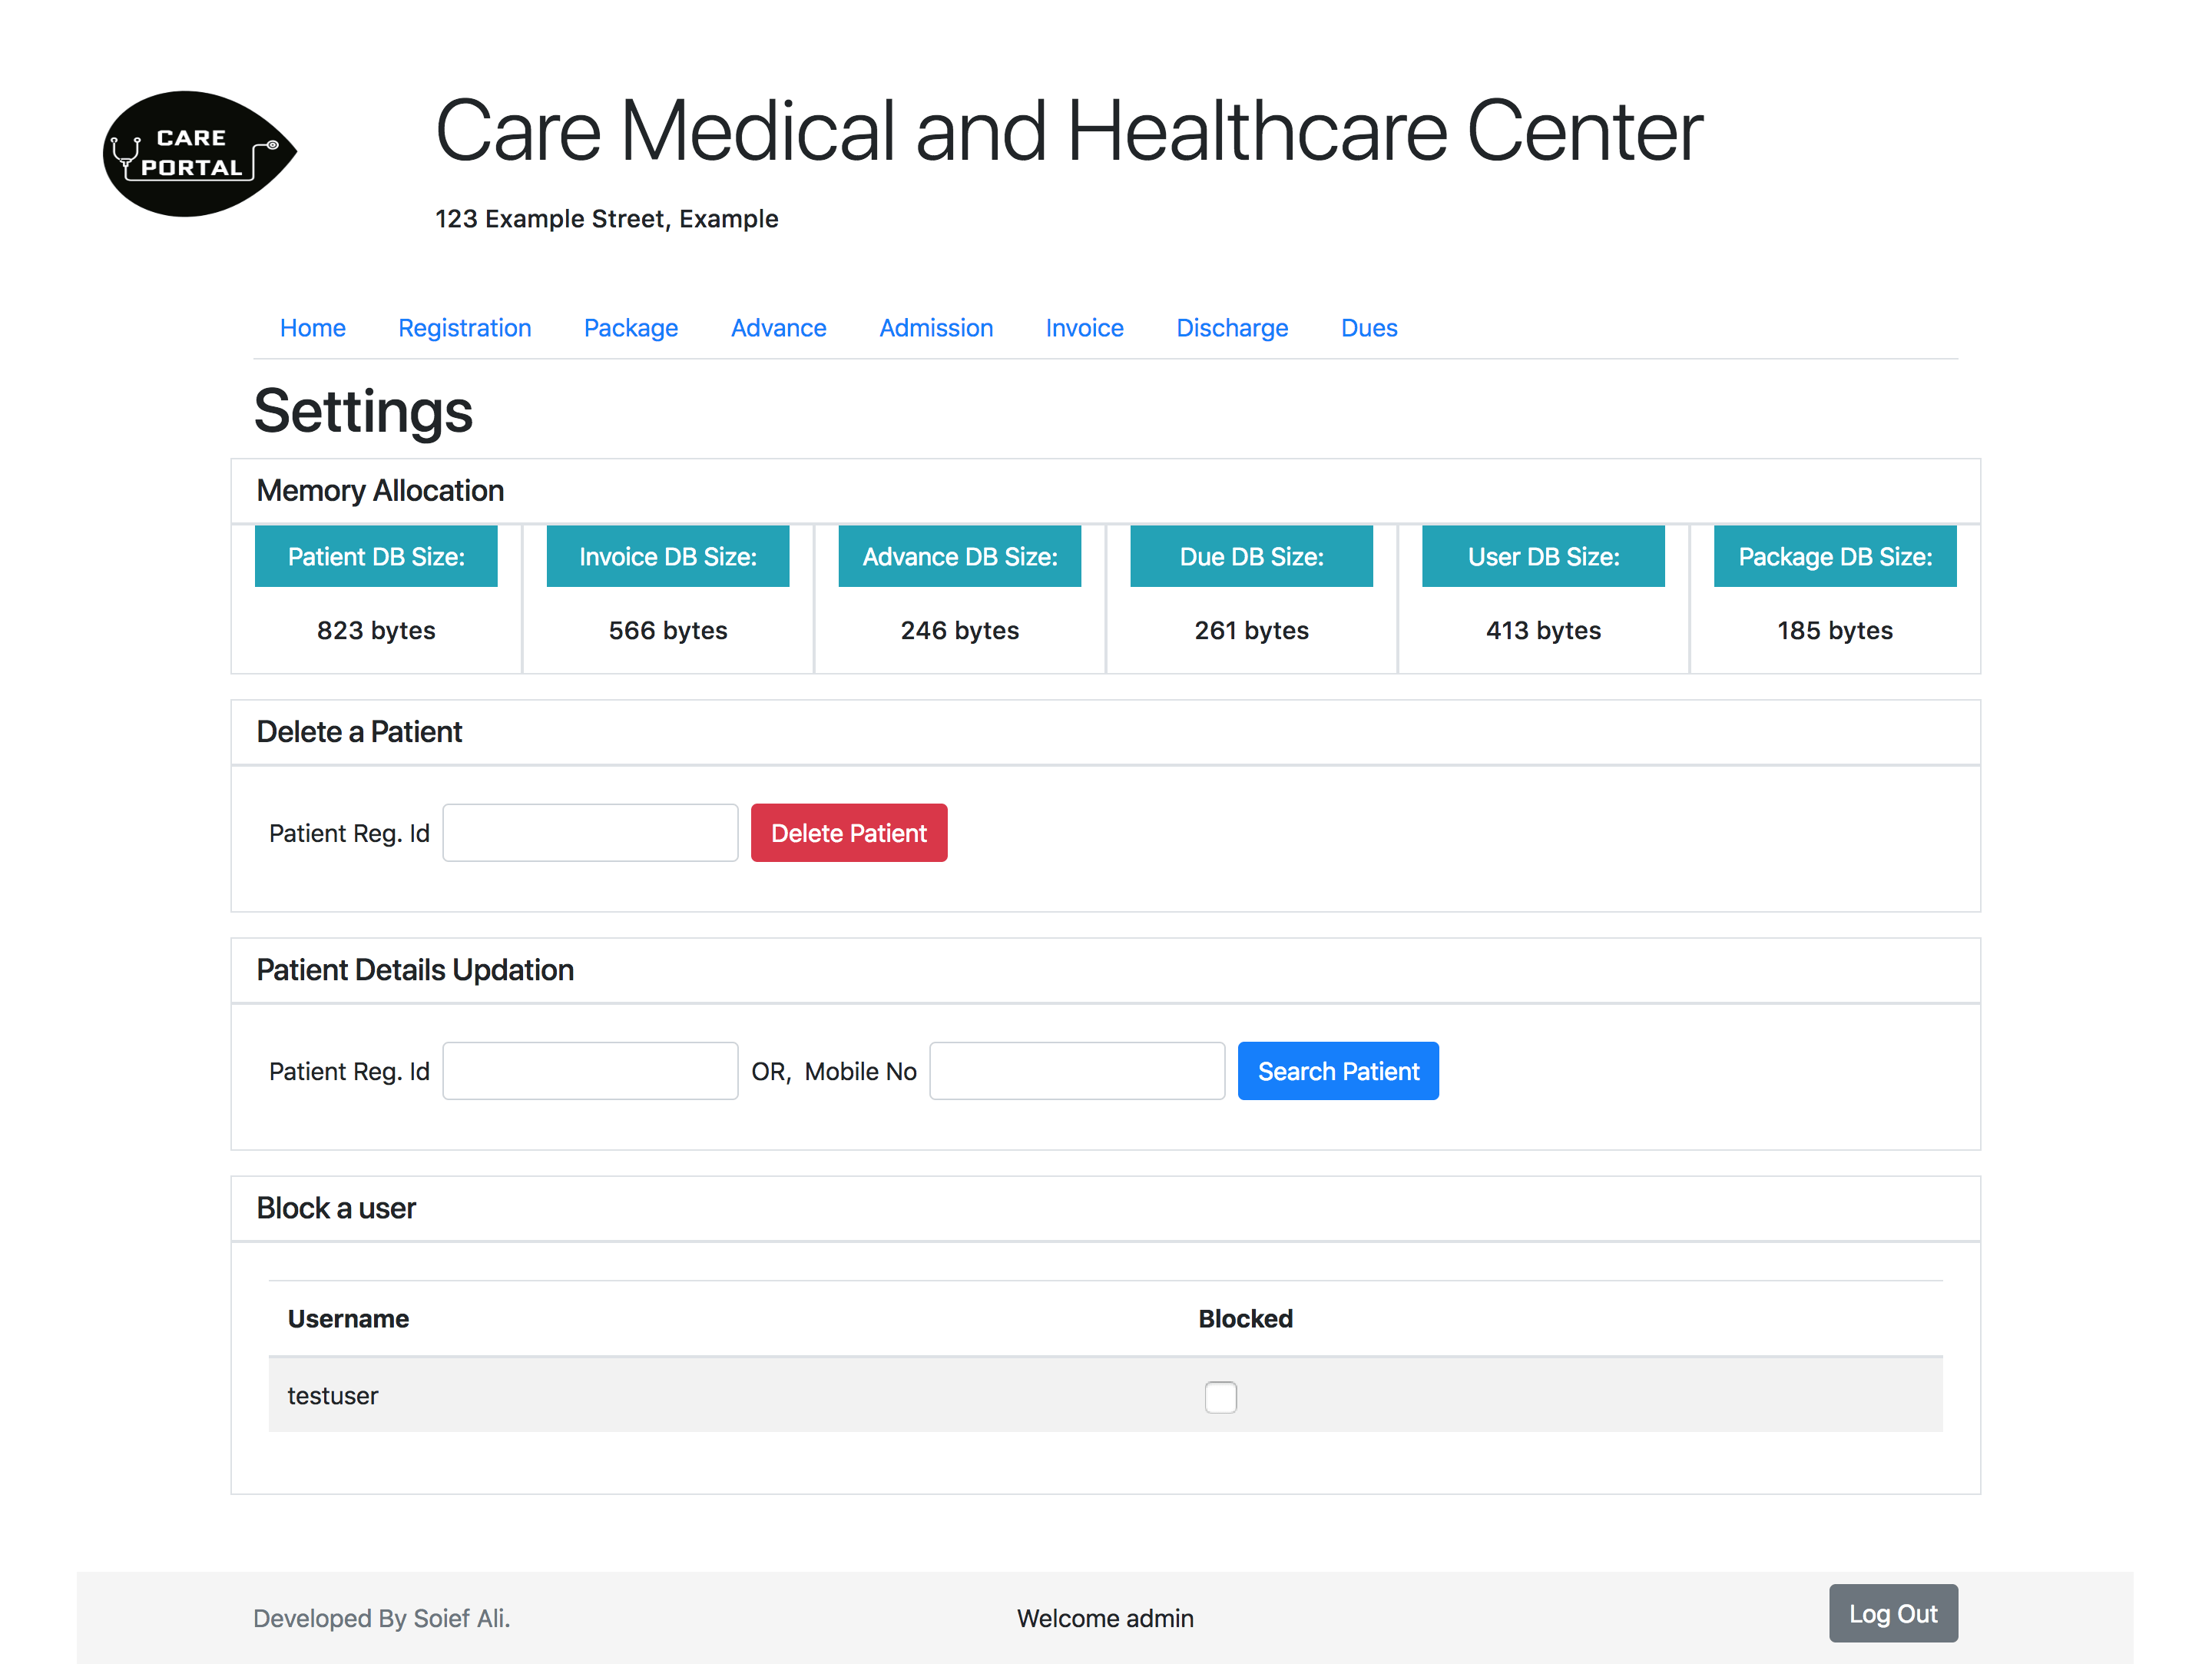 CARE
PORTAL
Care Medical and Healthcare Center
123 Example Street, Example
Home Registration Package Advance Admission Invoice Discharge Dues
Settings
Memory Allocation
Patient DB Size: Invoice DB Size: Advance DB Size: Due DB Size: User DB Size: Package DB Size:
823 bytes 566 bytes 246 bytes 261 bytes 413 bytes 185 bytes
Delete a Patient
Patient Reg. Id Delete Patient
Patient Details Updation
Patient Reg. Id OR, Mobile No Search Patient
Block a user
Username Blocked
testuser
Developed By Soief Ali. Welcome admin Log Out